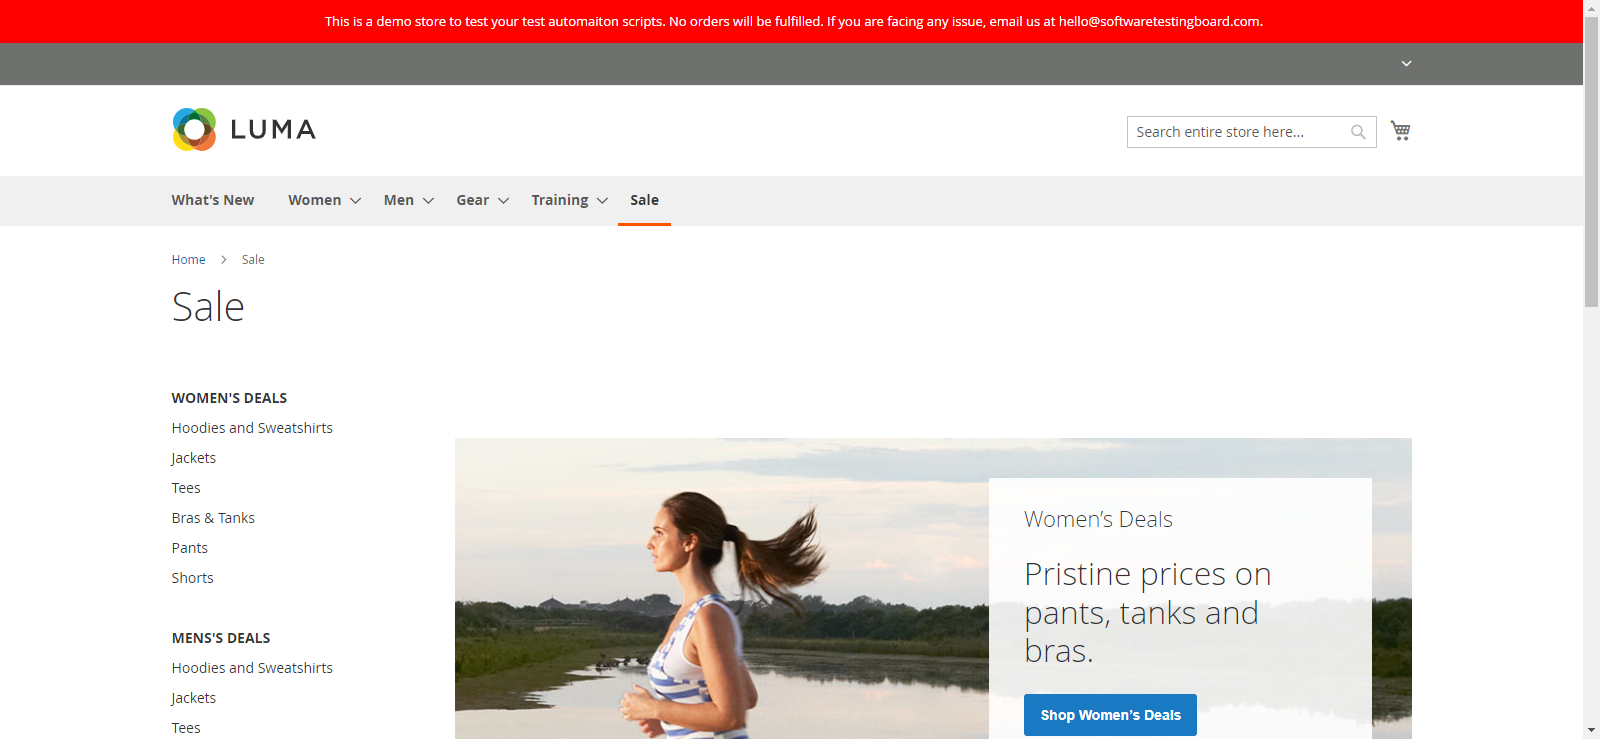 This is a demo store to test your test automaiton scripts. No orders will be fulfilled. If you are facing any issue, email us at hello@softwaretestingboard.com.
LUMA
Search entire store here...
What's New Women Men Gear Training Sale
Home Sale
Sale
WOMEN'S DEALS
Hoodies and Sweatshirts
Jackets
Tees
Bras & Tanks
Pants
Shorts
MENS'S DEALS
Hoodies and Sweatshirts
Jackets
Tees
Women’s Deals
Pristine prices on
pants, tanks and
bras.
Shop Women’s Deals